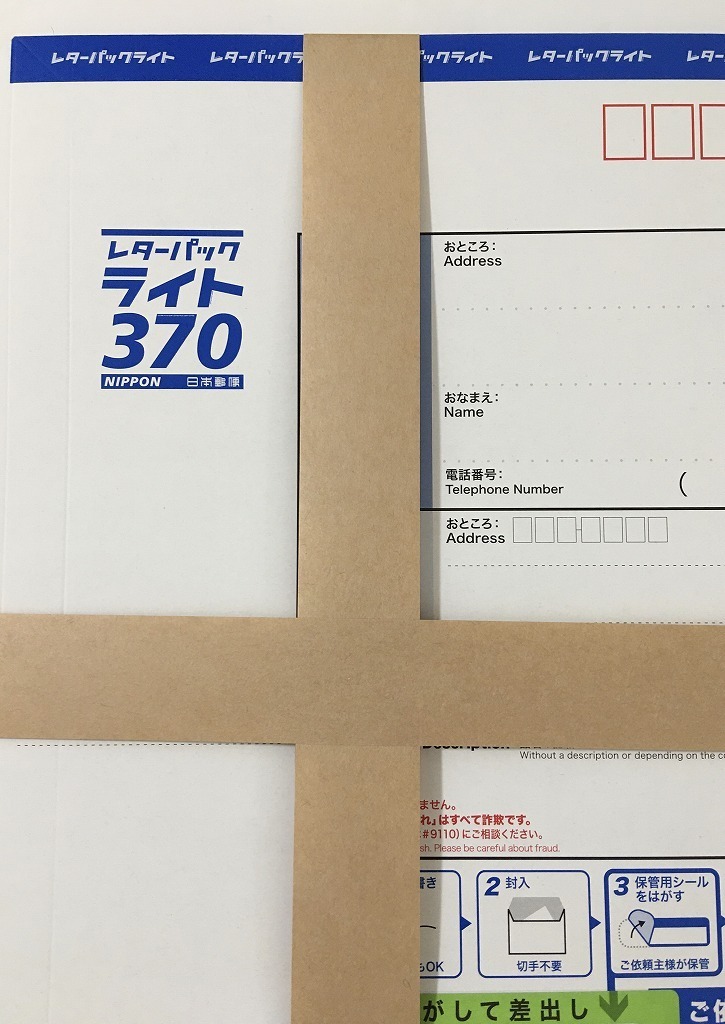 レターパックライト レターパックライト レターパックライト
レターパック
ライト
370
NIPPON 日本郵便
おところ:
Address
おなまえ:
Name
電話番号:
Telephone Number (
おところ:
Address
Without a description or depending on the
ません。
れ」はすべて詐欺です。
#9110)にご相談ください。
Please be careful about fraud.
書き
OK
2 封入
切手不要
3 保管用シール
をはがす
ご依頼主様が保管
がして差出し